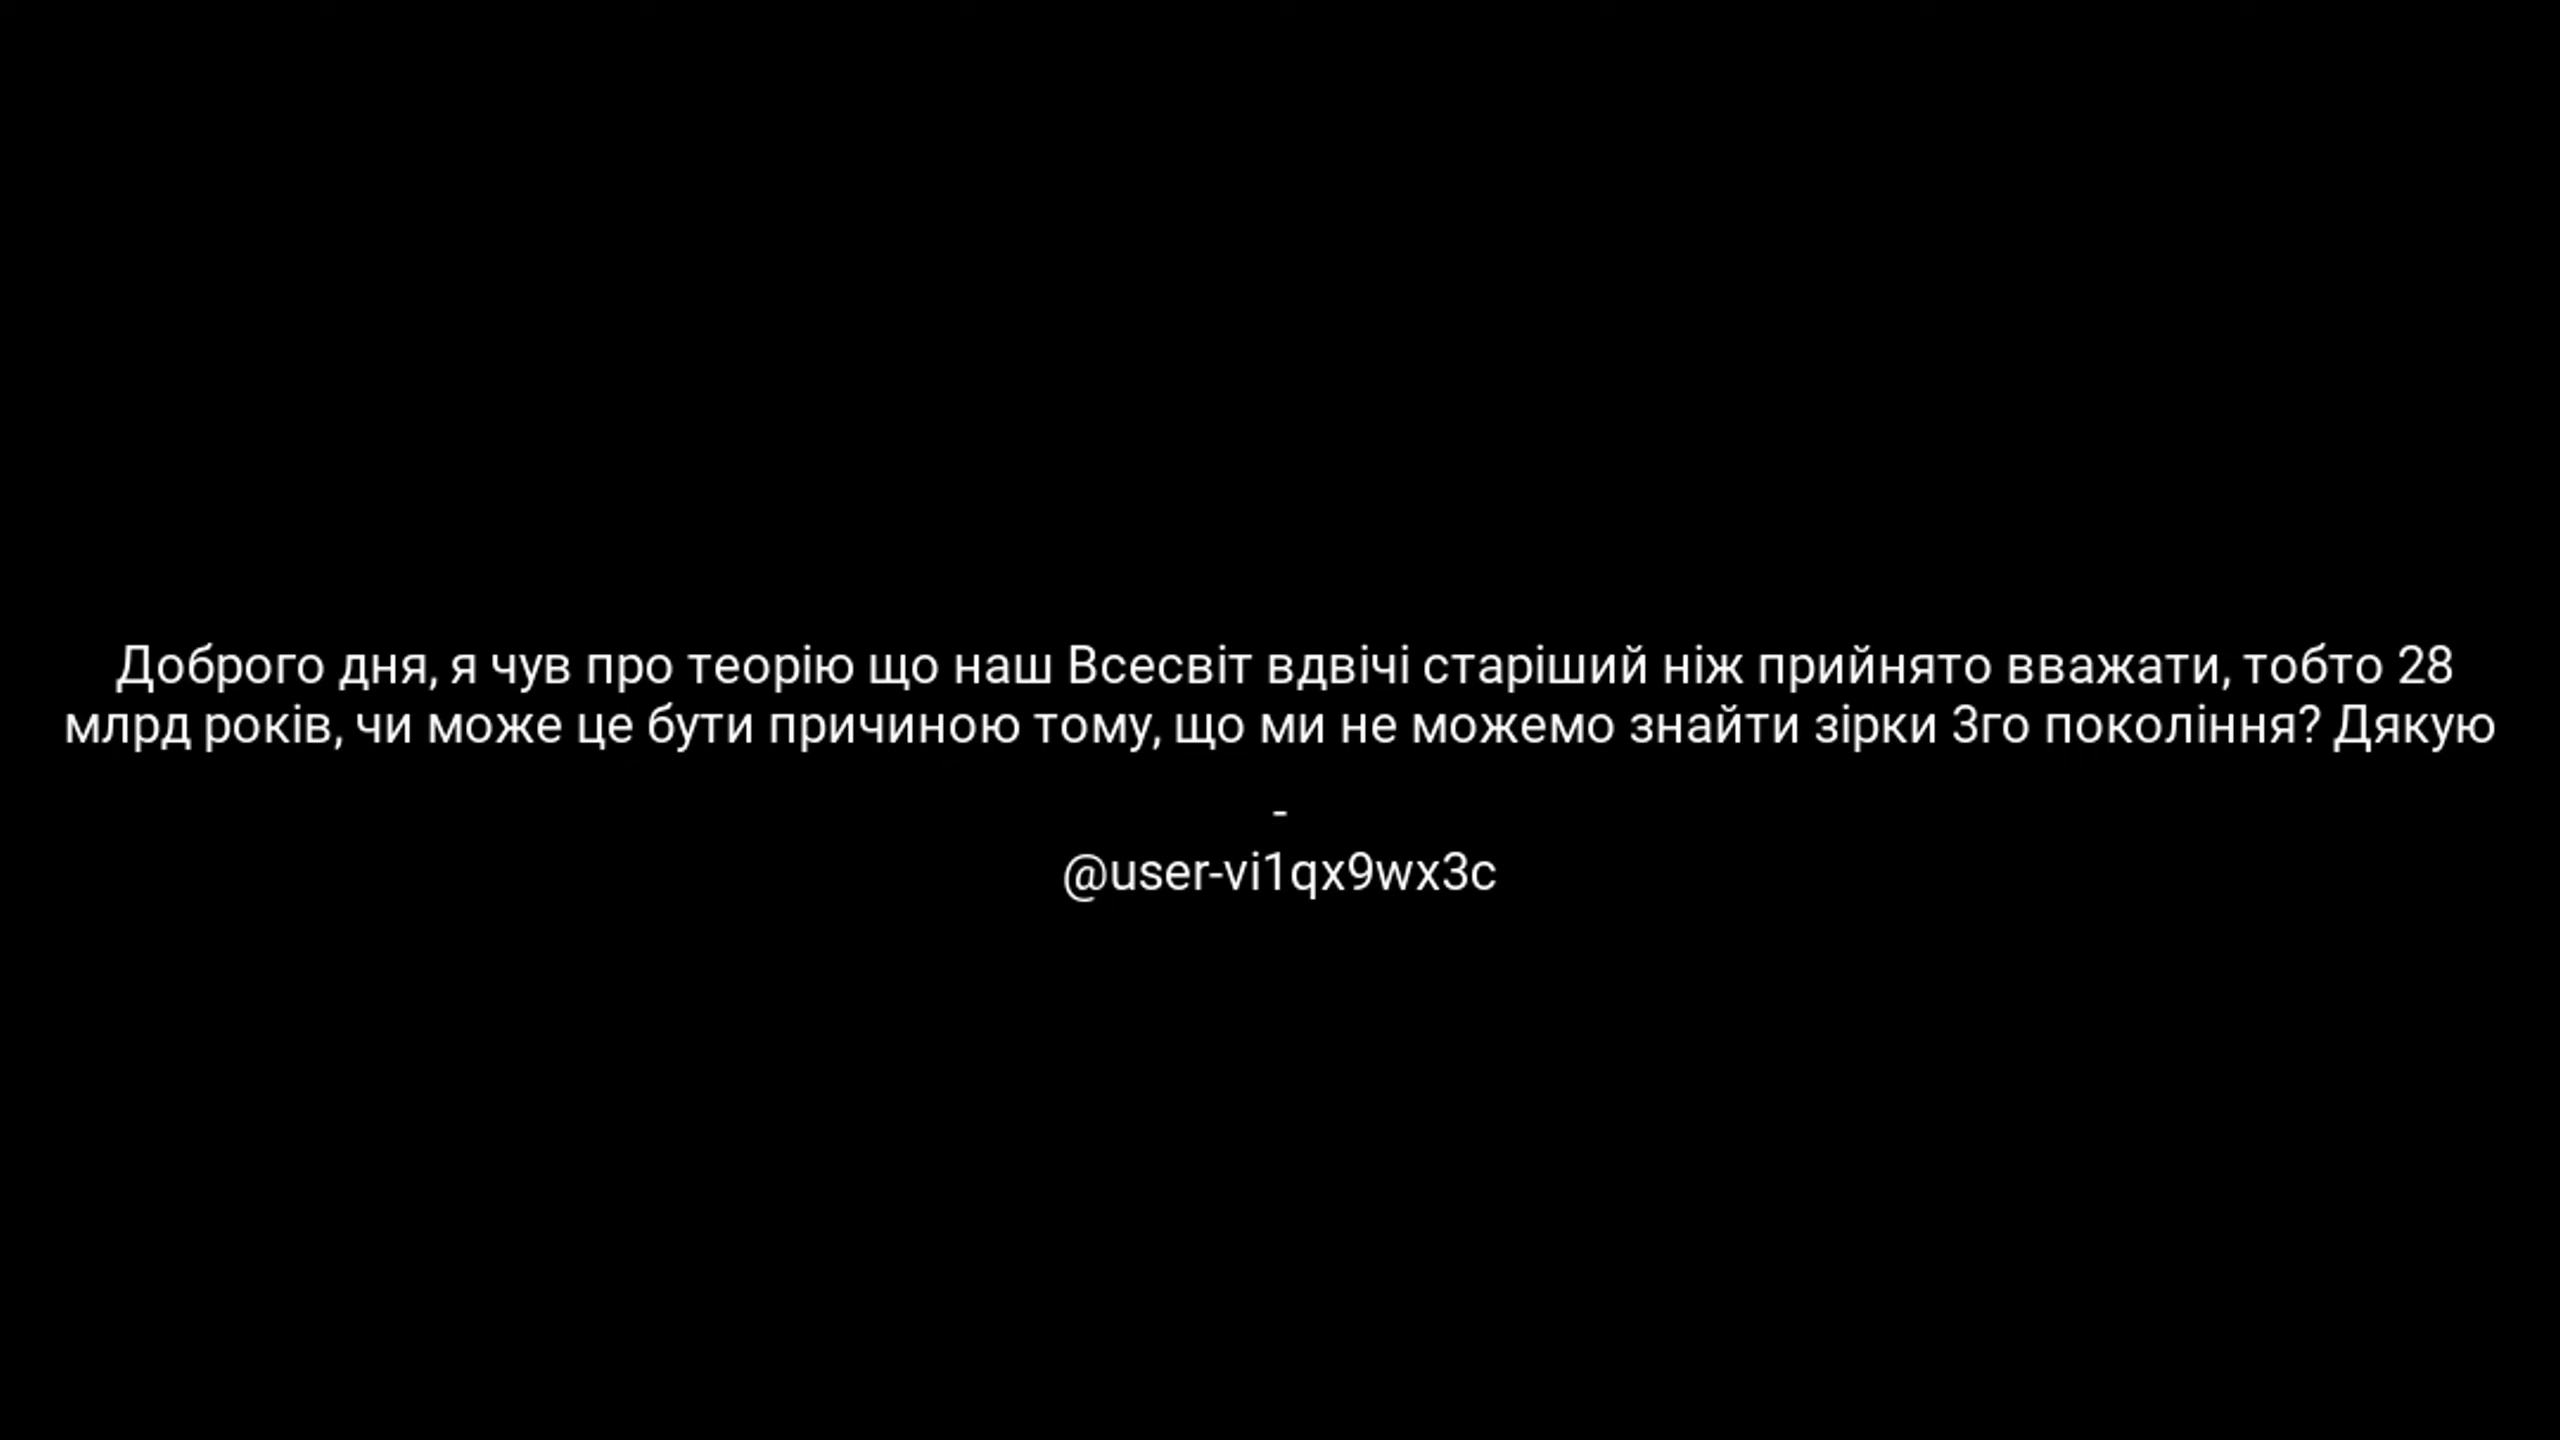 Доброго дня, я чув про теорію що наш Всесвіт вдвічі старіший ніж прийнято вважати, тобто 28
млрд років, чи може це бути причиною тому, що ми не можемо знайти зірки 3го покоління? Дякую
-
@user-vi1qx9wx3c